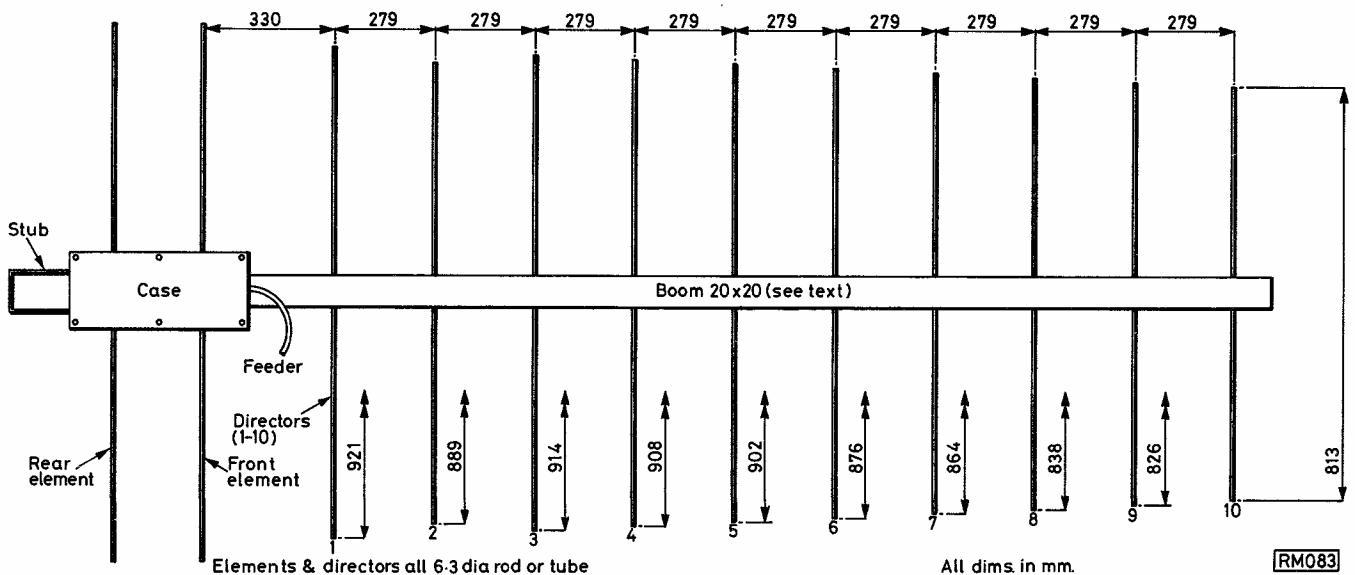 330
279
279
279
279
279
279
279
279
279
Stub
Case
Boom 20x20 (see text)
Feeder
Directors
(1-10)
Rear
element
Front
element
921
889
914
908
902
876
864
838
826
813
1
2
3
4
5
6
7
8
9
10
Elements & directors all 6·3 dia rod or tube
All dims. in mm.
RM083